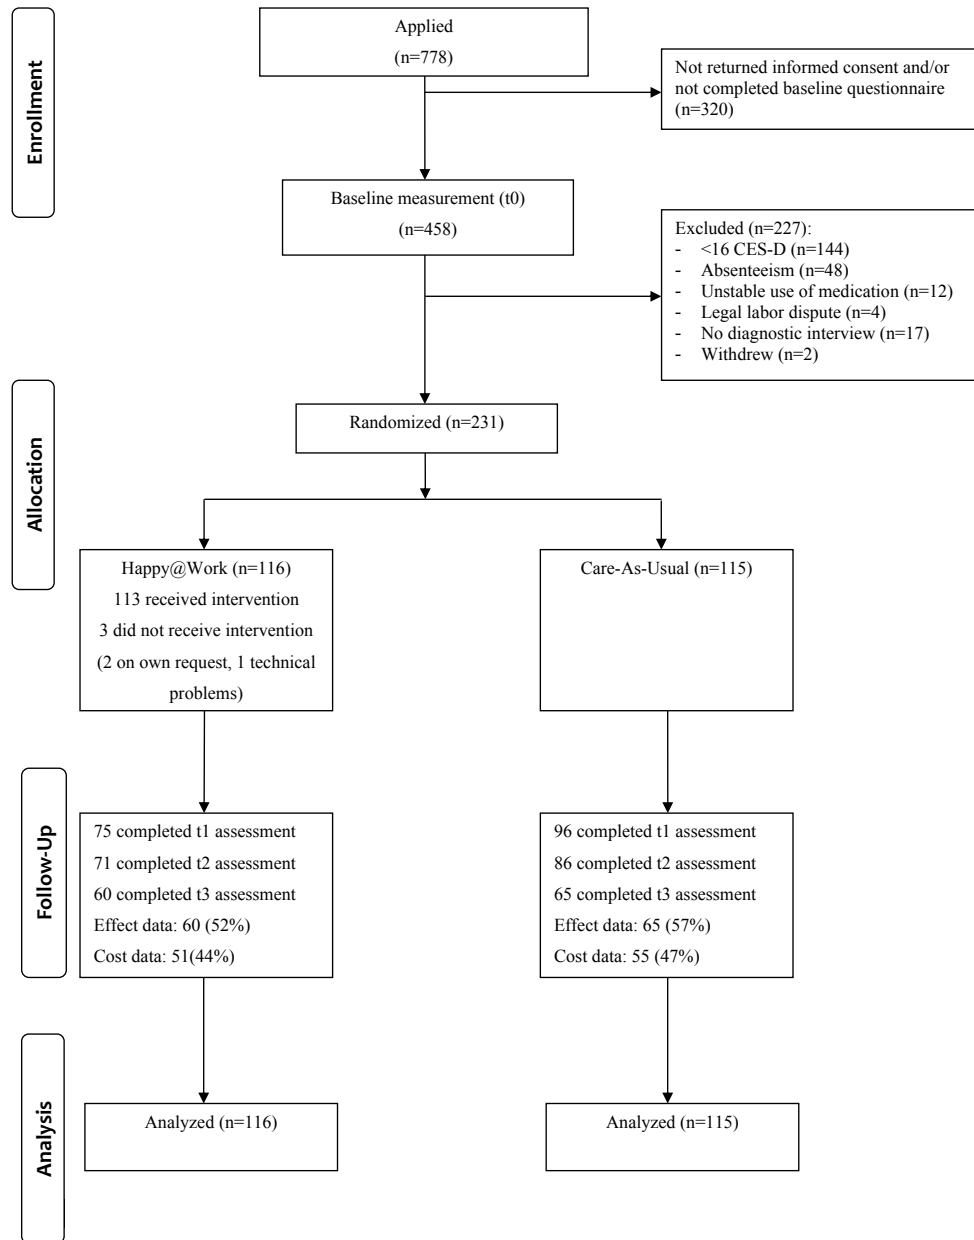 Enrollment
Applied
(n=778)
Not returned informed consent and/or
not completed baseline questionnaire
(n=320)
Baseline measurement (t0)
(n=458)
Excluded (n=227):
- <16 CES-D (n=144)
- Absenteeism (n=48)
- Unstable use of medication (n=12)
- Legal labor dispute (n=4)
- No diagnostic interview (n=17)
- Withdrew (n=2)
Allocation
Randomized (n=231)
Happy@Work (n=116)
113 received intervention
3 did not receive intervention
(2 on own request, 1 technical
problems)
Care-As-Usual (n=115)
Follow-Up
75 completed t1 assessment
71 completed t2 assessment
60 completed t3 assessment
Effect data: 60 (52%)
Cost data: 51(44%)
96 completed t1 assessment
86 completed t2 assessment
65 completed t3 assessment
Effect data: 65 (57%)
Cost data: 55 (47%)
Analysis
Analyzed (n=116)
Analyzed (n=115)